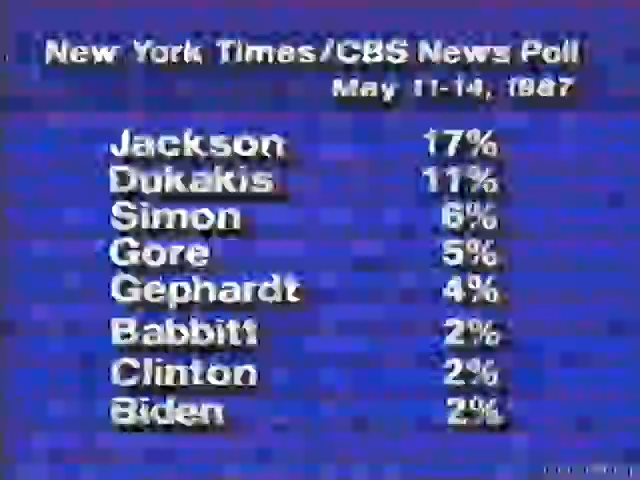 New York Times/CBS News Poll
May 11-14, 1987
Jackson 17%
Dukakis 11%
Simon 6%
Gore 5%
Gephardt 4%
Babbitt 2%
Clinton 2%
Biden 2%